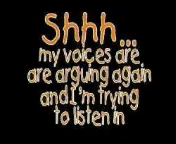 Shhh...
my voices are
are arguing again
and I'm trying
to listen in